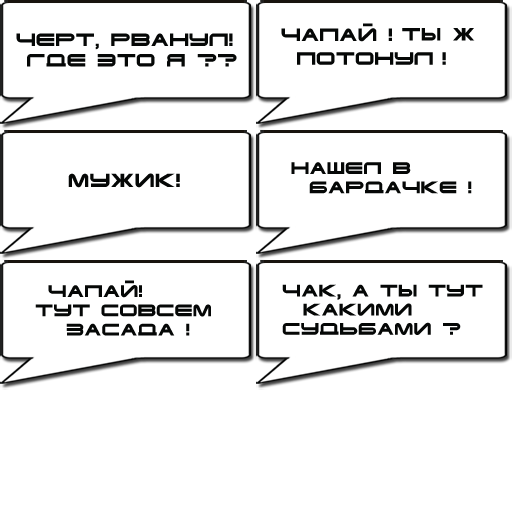 ЧЕРТ, РВАНУЛ!
ГДЕ ЭТО Я ??
ЧАПАЙ ! ТЫ Ж
ПОТОНУЛ !
МУЖИК!
НАШЕЛ В
БАРДАЧКЕ !
ЧАПАЙ!
ТУТ СОВСЕМ
ЗАСАДА !
ЧАК, А ТЫ ТУТ
КАКИМИ
СУДЬБАМИ ?